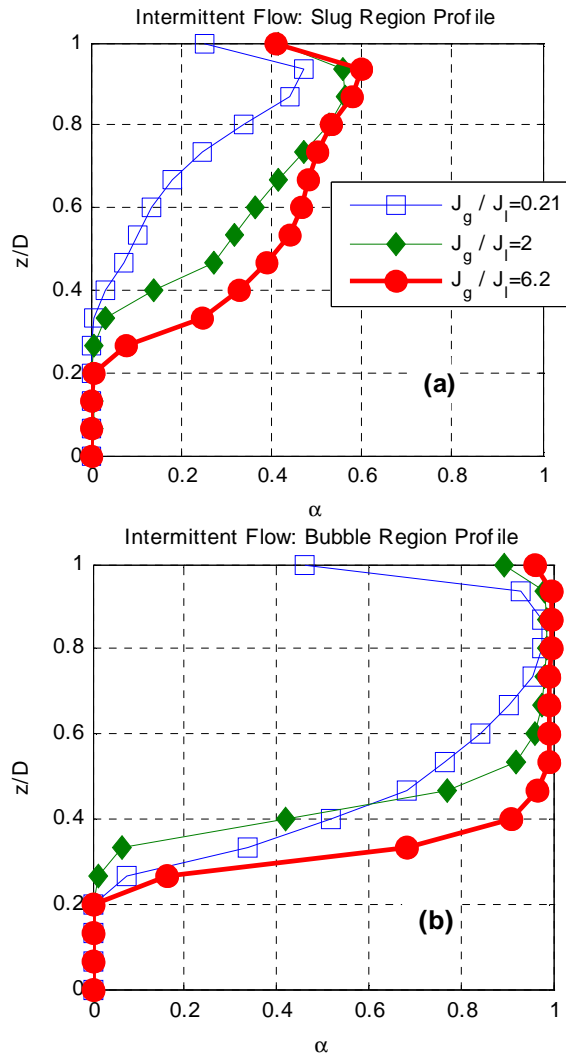 Intermittent Flow: Slug Region Profile
1
0.8
0.6
0.4
0.2
0
z/D
J_g / J_l=0.21
J_g / J_l=2
J_g / J_l=6.2
(a)
0 0.2 0.4 0.6 0.8 1
α
Intermittent Flow: Bubble Region Profile
1
0.8
0.6
0.4
0.2
0
z/D
(b)
0 0.2 0.4 0.6 0.8 1
α